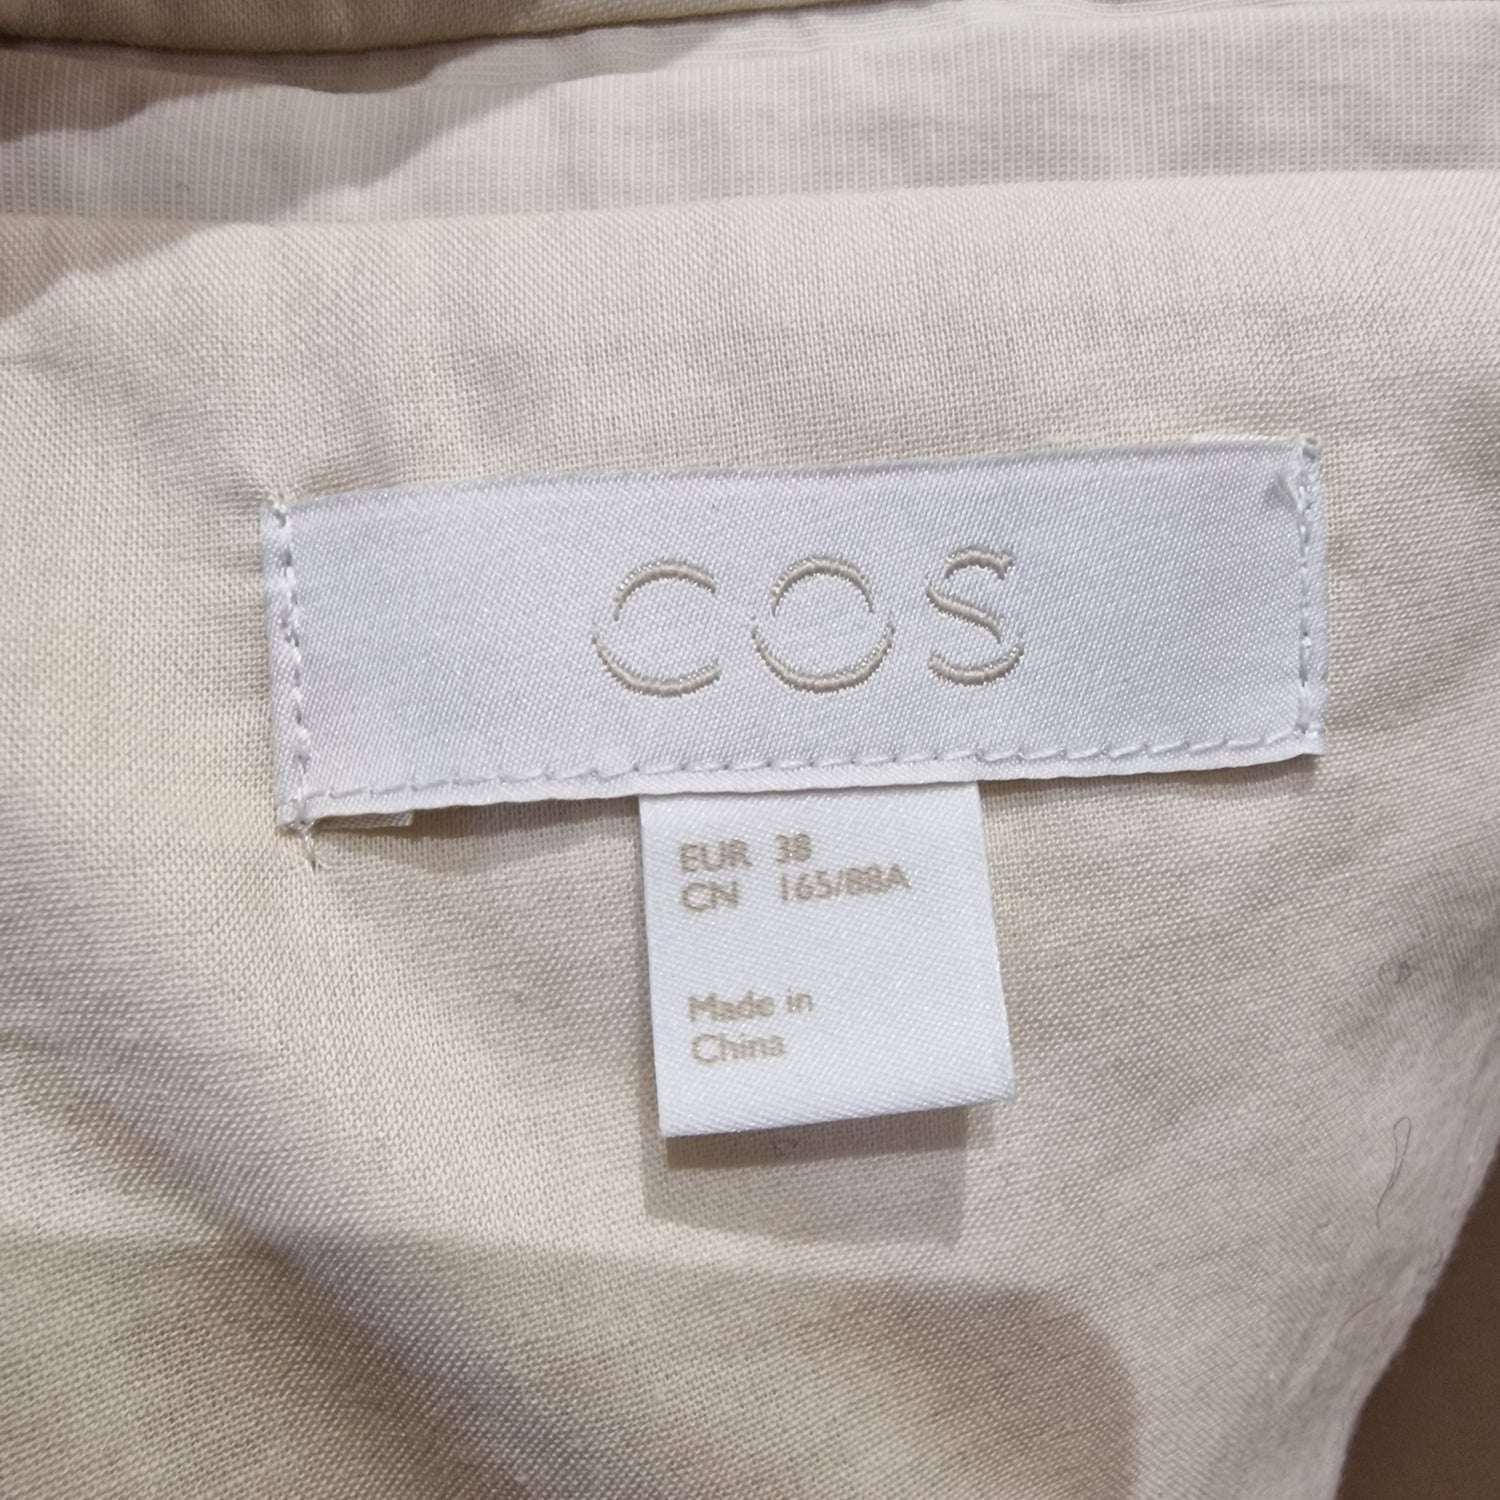 COS
EUR 38
CN 165/88A
Made in
China